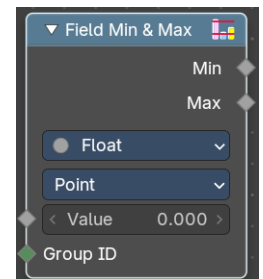 Field Min & Max
Min
Max
Float
Point
Value 0.000
Group ID